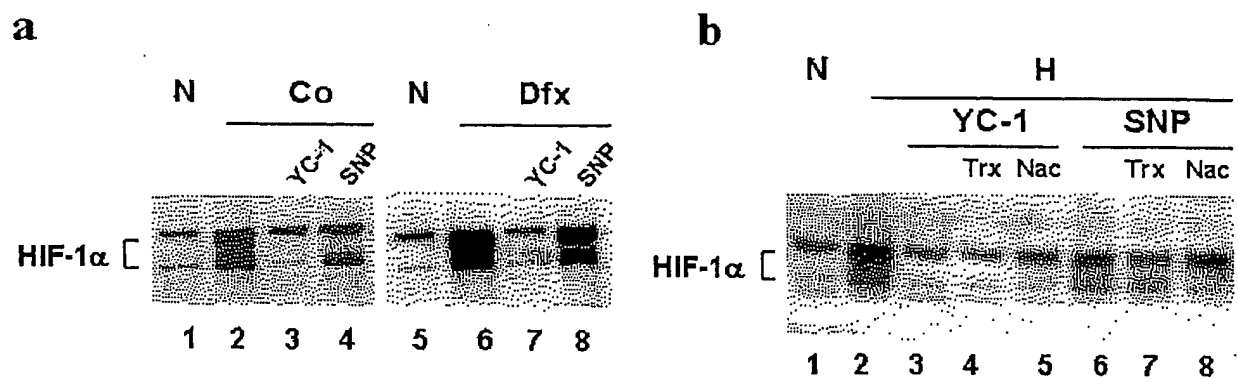 a
N Co N Dfx
YC-1 SNP YC-1 SNP
HIF-1α [
1 2 3 4 5 6 7 8
b
N H
YC-1 SNP
Trx Nac Trx Nac
HIF-1α [
1 2 3 4 5 6 7 8